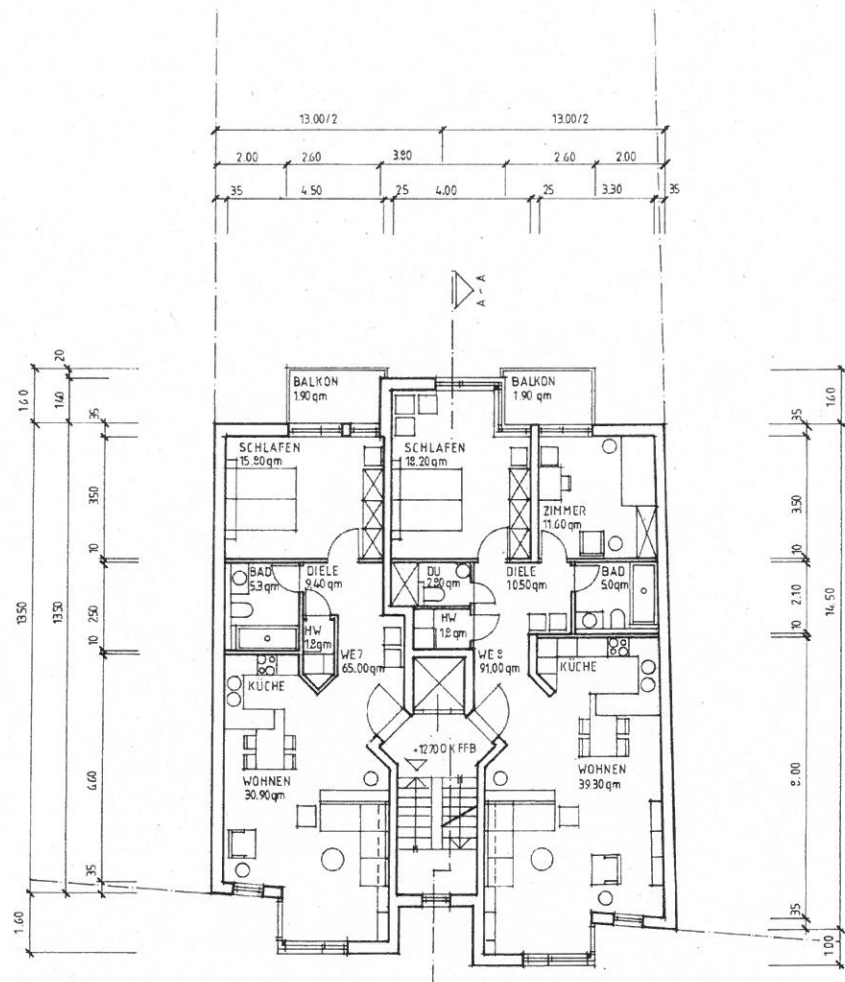 13.00/2 13.00/2
2.00 2.60 3.80 2.60 2.00
35 4.50 25 4.00 25 3.30 35
A - A
20
1.60
1.40
35
BALKON
1.90 qm
BALKON
1.90 qm
35
1.60
SCHLAFEN
15.80 qm
SCHLAFEN
18.20 qm
ZIMMER
11.60 qm
3.50
3.50
10
10
BAD
5.3 qm
DIELE
9.40 qm
DU
2.80 qm
DIELE
10.50 qm
BAD
5.0 qm
13.50
13.50
2.50
2.10
14.50
10
10
HW
1.8 qm
HW
1.8 qm
WE 7
65.00 qm
WE 8
91.00 qm
KÜCHE
KÜCHE
+12.70 OK FFB
WOHNEN
30.90 qm
WOHNEN
39.30 qm
6.60
8.00
35
35
1.60
1.00